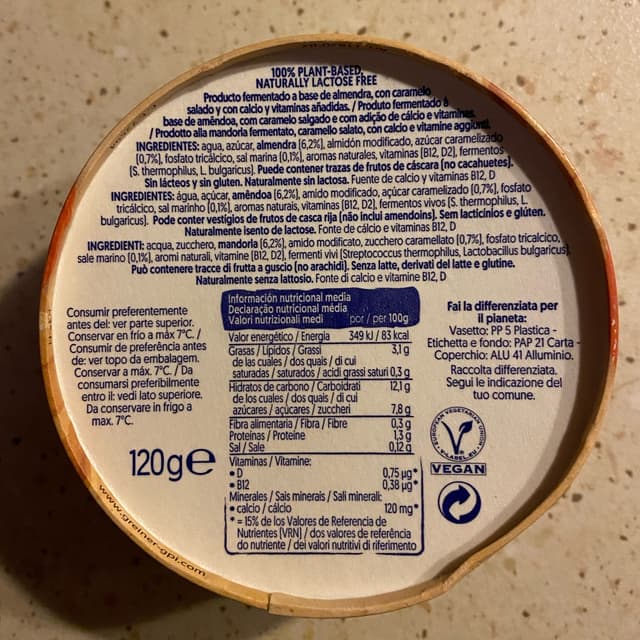 100% PLANT-BASED,
NATURALLY LACTOSE FREE
Producto fermentado a base de almendra, con caramelo
salado y con calcio y vitaminas añadidas. / Produto fermentado à
base de amêndoa, com caramelo salgado e com adição de cálcio e vitaminas.
/ Prodotto alla mandorla fermentato, caramello salato, con calcio e vitamine aggiunti.
INGREDIENTES: agua, azúcar, almendra (6,2%), almidón modificado, azúcar caramelizado
(0,7%), fosfato tricálcico, sal marina (0,1%), aromas naturales, vitaminas (B12, D2), fermentos
(S. thermophilus, L. bulgaricus). Puede contener trazas de frutos de cáscara (no cacahuetes).
Sin lácteos y sin gluten. Naturalmente sin lactosa. Fuente de calcio y vitaminas B12, D
INGREDIENTES: água, açúcar, amêndoa (6,2%), amido modificado, açúcar caramelizado (0,7%), fosfato
tricálcico, sal marinho (0,1%), aromas naturais, vitaminas (B12, D2), fermentos vivos (S. thermophilus, L.
bulgaricus). Pode conter vestígios de frutos de casca rija (não inclui amendoins). Sem lacticínios e glúten.
Naturalmente isento de lactose. Fonte de cálcio e vitaminas B12, D
INGREDIENTI: acqua, zucchero, mandorla (6,2%), amido modificato, zucchero caramellato (0,7%), fosfato tricalcico,
sale marino (0,1%), aromi naturali, vitamine (B12, D2), fermenti vivi (Streptococcus thermophilus, Lactobacillus bulgaricus).
Può contenere tracce di frutta a guscio (no arachidi). Senza latte, derivati del latte e glutine.
Naturalmente senza lattosio. Fonte di calcio e vitamine B12, D
Consumir preferentemente
antes del: ver parte superior.
Conservar en frío a máx 7°C. /
Consumir de preferência antes
de: ver topo da embalagem.
Conservar a máx. 7°C. / Da
consumarsi preferibilmente
entro il: vedi lato superiore.
Da conservare in frigo a
max. 7°C.
120g℮
Información nutricional media
Declaração nutricional média
Valori nutrizionali medi por / per 100g
Valor energético / Energia 349 kJ / 83 kcal
Grasas / Lípidos / Grassi 3,1 g
de las cuales / dos quais / di cui
saturadas / saturados / acidi grassi saturi 0,3 g
Hidratos de carbono / Carboidrati 12,1 g
de los cuales / dos quais / di cui
azúcares / açúcares / zuccheri 7,8 g
Fibra alimentaria / Fibra / Fibre 0,3 g
Proteínas / Proteine 1,3 g
Sal / Sale 0,12 g
Vitaminas / Vitamine:
• D 0,75 µg*
• B12 0,38 µg*
Minerales / Sais minerais / Sali minerali:
• calcio / cálcio 120 mg*
* = 15% de los Valores de Referencia de
Nutrientes (VRN) / dos valores de referência
do nutriente / dei valori nutritivi di riferimento
Fai la differenziata per
il pianeta:
Vasetto: PP 5 Plastica -
Etichetta e fondo: PAP 21 Carta -
Coperchio: ALU 41 Alluminio.
Raccolta differenziata.
Segui le indicazione del
tuo comune.
EUROPEAN VEGETARIAN UNION
V-LABEL.EU
VEGAN
www.greiner-gpi.com